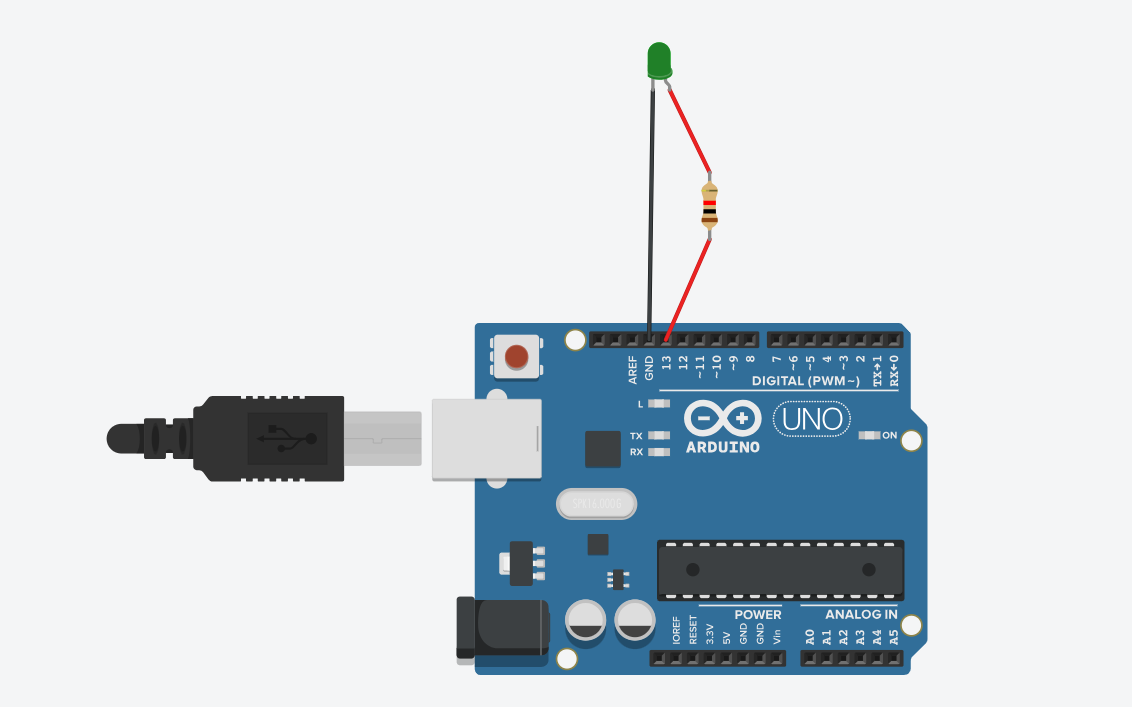 AREF
GND
13
12
~11
~10
~9
8
7
~6
~5
4
~3
2
TX→1
RX←0
DIGITAL (PWM~)
L
TX
RX
ARDUINO
UNO
ON
POWER
ANALOG IN
IOREF
RESET
3.3V
5V
GND
GND
Vin
A0
A1
A2
A3
A4
A5